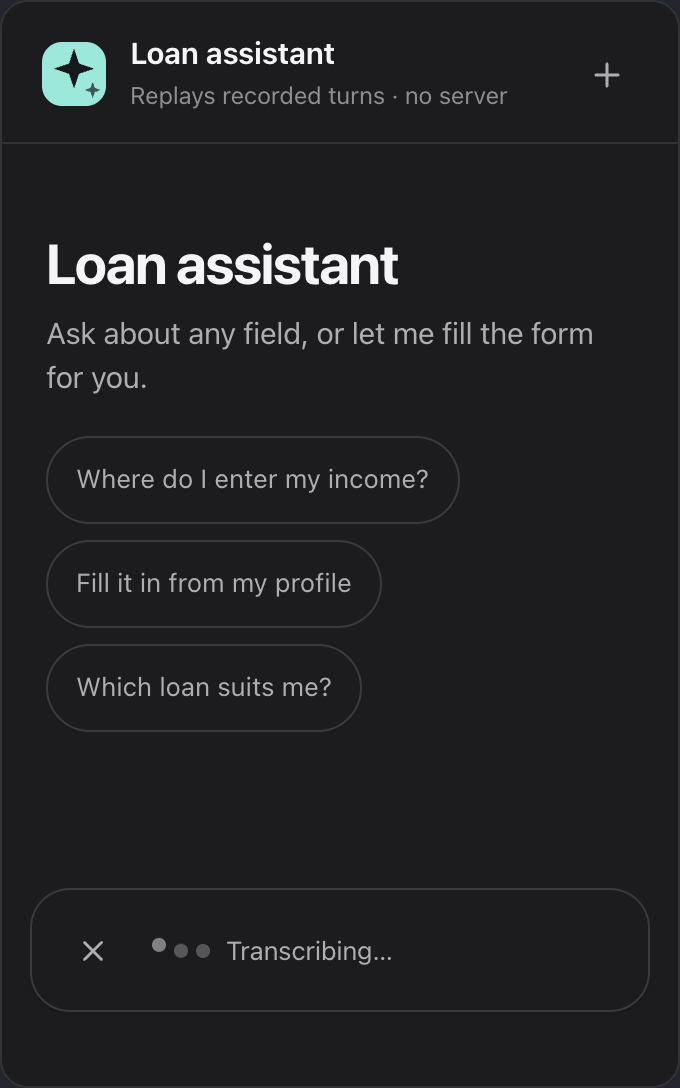 Loan assistant
Replays recorded turns · no server
Loan assistant
Ask about any field, or let me fill the form
for you.
Where do I enter my income?
Fill it in from my profile
Which loan suits me?
Transcribing...